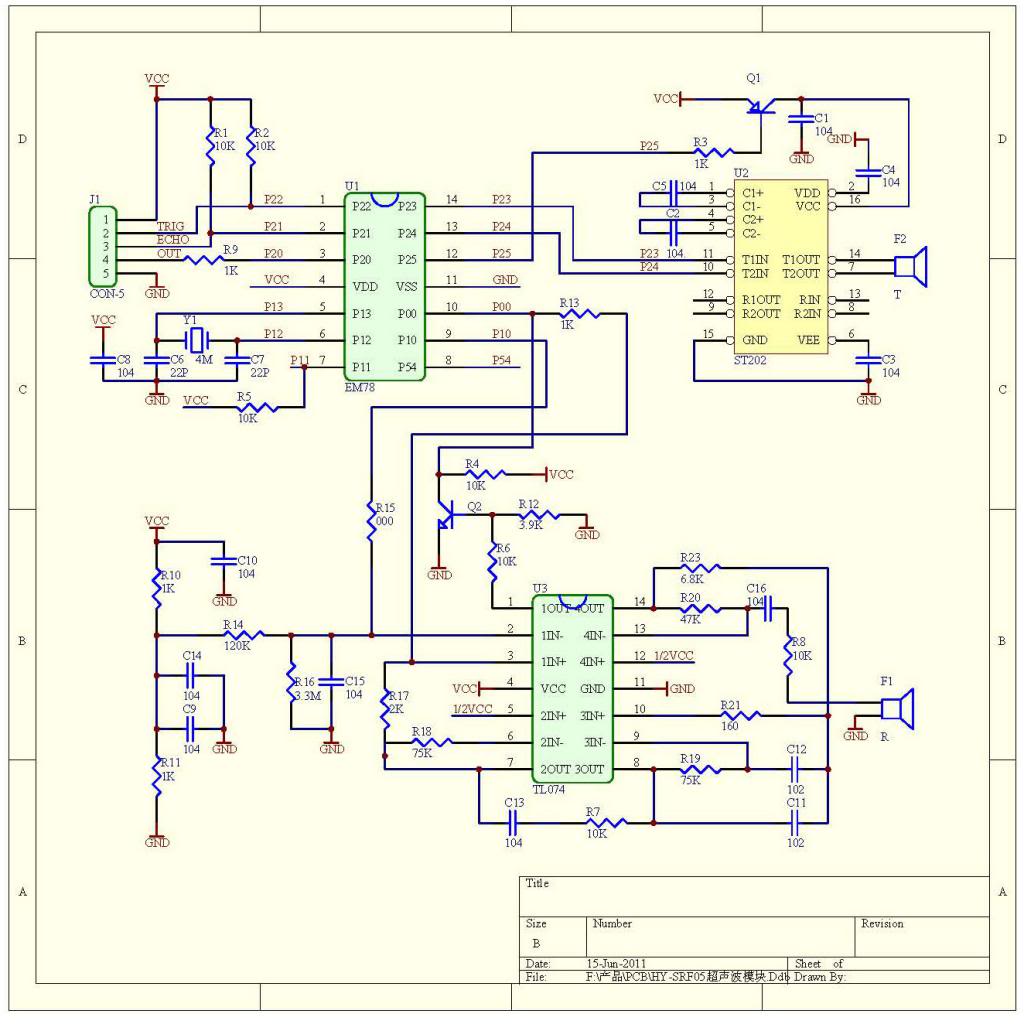 Q1
VCC
VCC
R1
10K
R2
10K
C1
104
GND
GND
P25
R3
1K
C4
104
U2
J1
U1
C5 104
1 C1+ VDD 2
3 C1- VCC 16
4 C2+
5 C2-
C2
104
P22 1 P22 P23 14 P23
1
2 TRIG
3 ECHO
4 OUT
5
CON-5
GND
P21 2 P21 P24 13 P24
R9
1K
P20 3 P20 P25 12 P25
VCC 4 VDD VSS 11 GND
P13 5 P13 P00 10 P00
P12 6 P12 P10 9 P10
P11 7 P11 P54 8 P54
EM78
P23 11 T1IN T1OUT 14
P24 10 T2IN T2OUT 7
12 R1OUT RIN 13
9 R2OUT R2IN 8
15 GND VEE 6
ST202
F2
T
C3
104
GND
R13
1K
VCC
Y1
4M
C8
104
C6
22P
C7
22P
GND
VCC
R5
10K
R4
10K
VCC
Q2
R12
3.9K
GND
GND
R15
000
R6
10K
VCC
C10
104
GND
R10
1K
R14
120K
R16
3.3M
C15
104
GND
C14
104
C9
104
GND
R11
1K
GND
U3
1 1OUT 4OUT 14
2 1IN- 4IN- 13
3 1IN+ 4IN+ 12 1/2VCC
VCC 4 VCC GND 11 GND
1/2VCC 5 2IN+ 3IN+ 10
6 2IN- 3IN- 9
7 2OUT 3OUT 8
TL074
R17
2K
R18
75K
R23
6.8K
R20
47K
C16
104
R8
10K
F1
R
GND
R21
160
R19
75K
C12
102
C11
102
C13
104
R7
10K
D
C
B
A
D
C
B
A
Title
Size Number Revision
B
Date: 15-Jun-2011 Sheet of
File: F:\产品\PCB\HY-SRF05超声波模块.Ddb Drawn By: